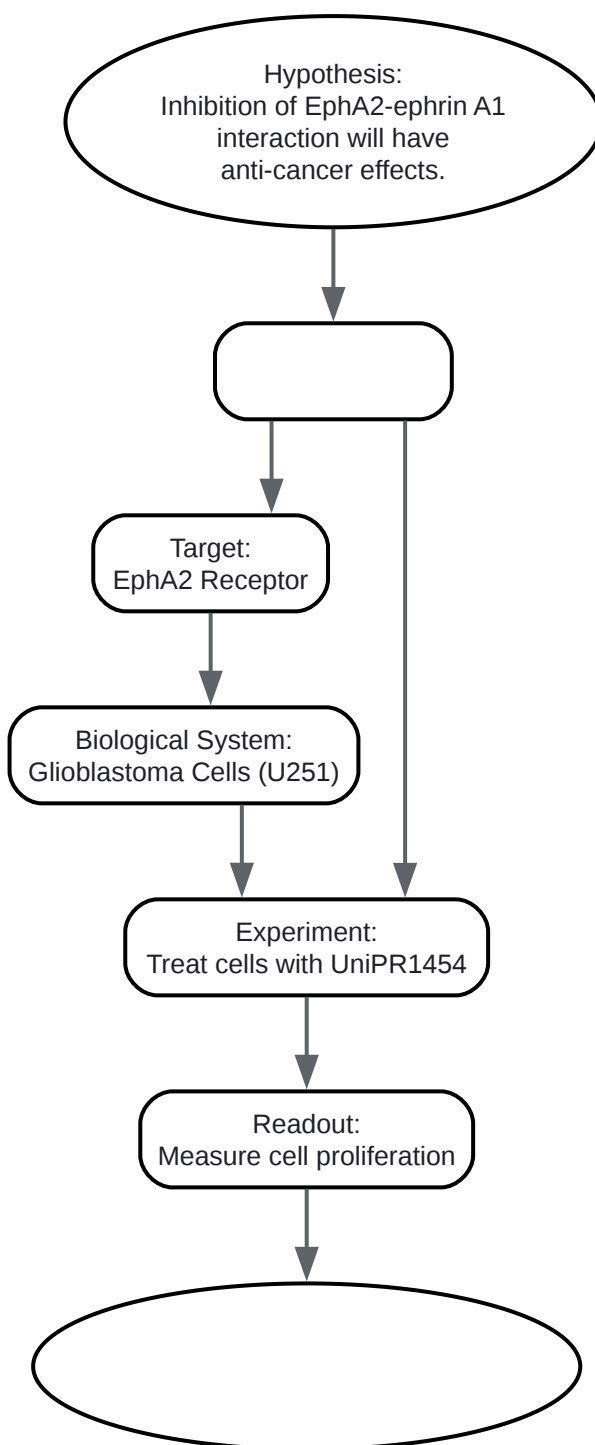 Hypothesis:
Inhibition of EphA2-ephrin A1
interaction will have
anti-cancer effects.
Target:
EphA2 Receptor
Biological System:
Glioblastoma Cells (U251)
Experiment:
Treat cells with UniPR1454
Readout:
Measure cell proliferation